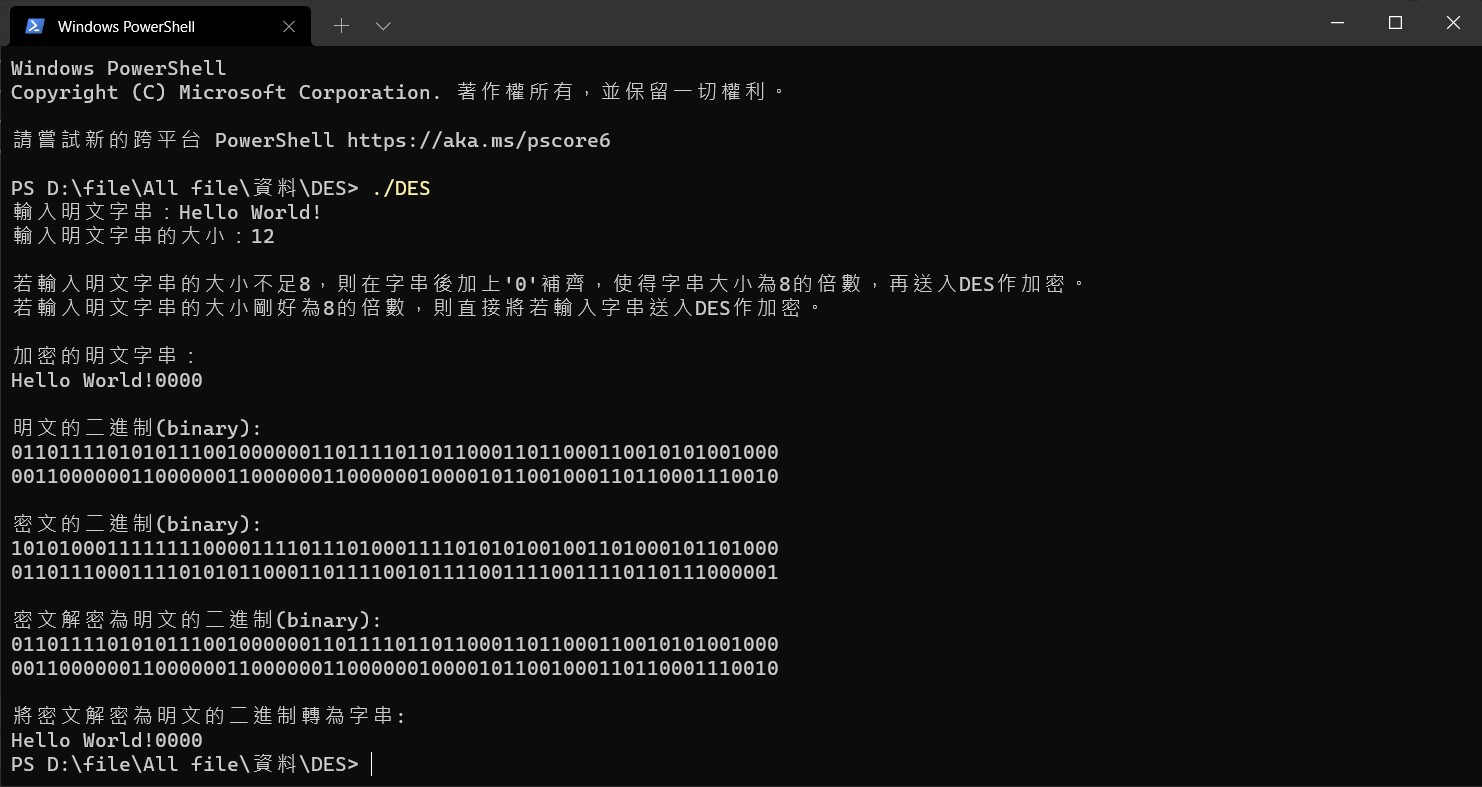 Windows PowerShell
Windows PowerShell
Copyright (C) Microsoft Corporation. 著作權所有，並保留一切權利。
請嘗試新的跨平台 PowerShell https://aka.ms/pscore6
PS D:\file\All file\資料\DES> ./DES
輸入明文字串：Hello World!
輸入明文字串的大小：12
若輸入明文字串的大小不足8，則在字串後加上'0'補齊，使得字串大小為8的倍數，再送入DES作加密。
若輸入明文字串的大小剛好為8的倍數，則直接將若輸入字串送入DES作加密。
加密的明文字串：
Hello World!0000
明文的二進制(binary):
0110111101010111001000000110111101101100011011000110010101001000
0011000000110000001100000011000000100001011001000110110001110010
密文的二進制(binary):
1010100011111111000011110111010001111010101001001101000101101000
0110111000111101010110001101111001011110011110011110110111000001
密文解密為明文的二進制(binary):
0110111101010111001000000110111101101100011011000110010101001000
0011000000110000001100000011000000100001011001000110110001110010
將密文解密為明文的二進制轉為字串:
Hello World!0000
PS D:\file\All file\資料\DES>